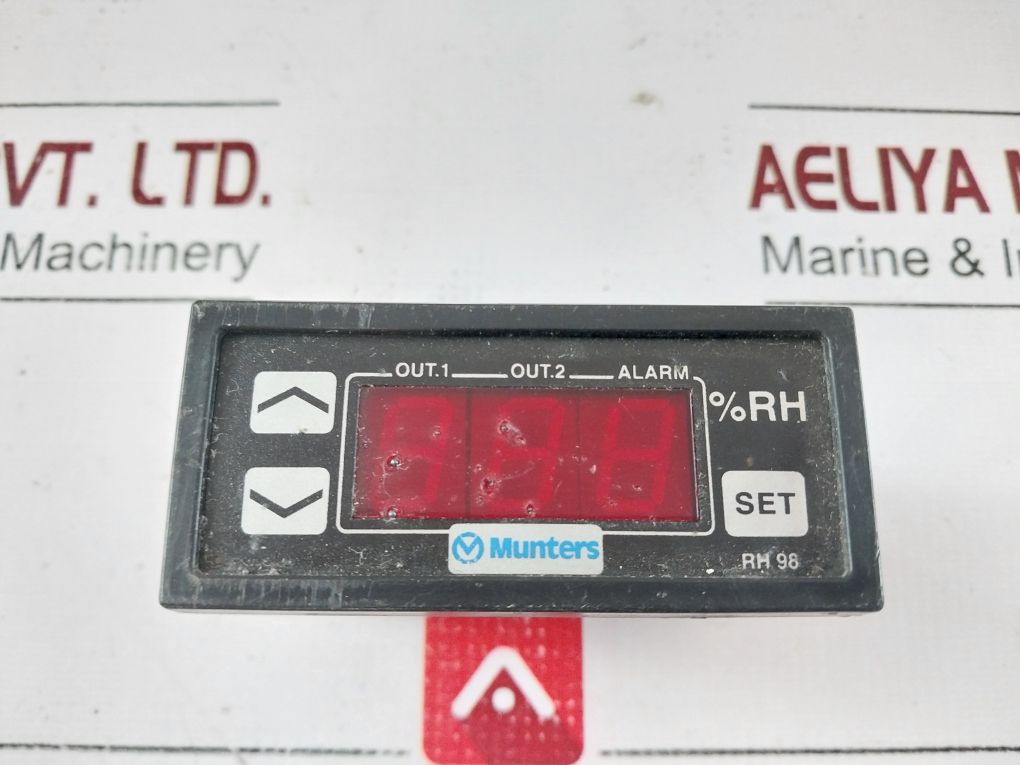 VT. LTD.
Machinery
AELIYA
Marine & I
OUT.1 OUT.2 ALARM
%RH
SET
Munters
RH 98